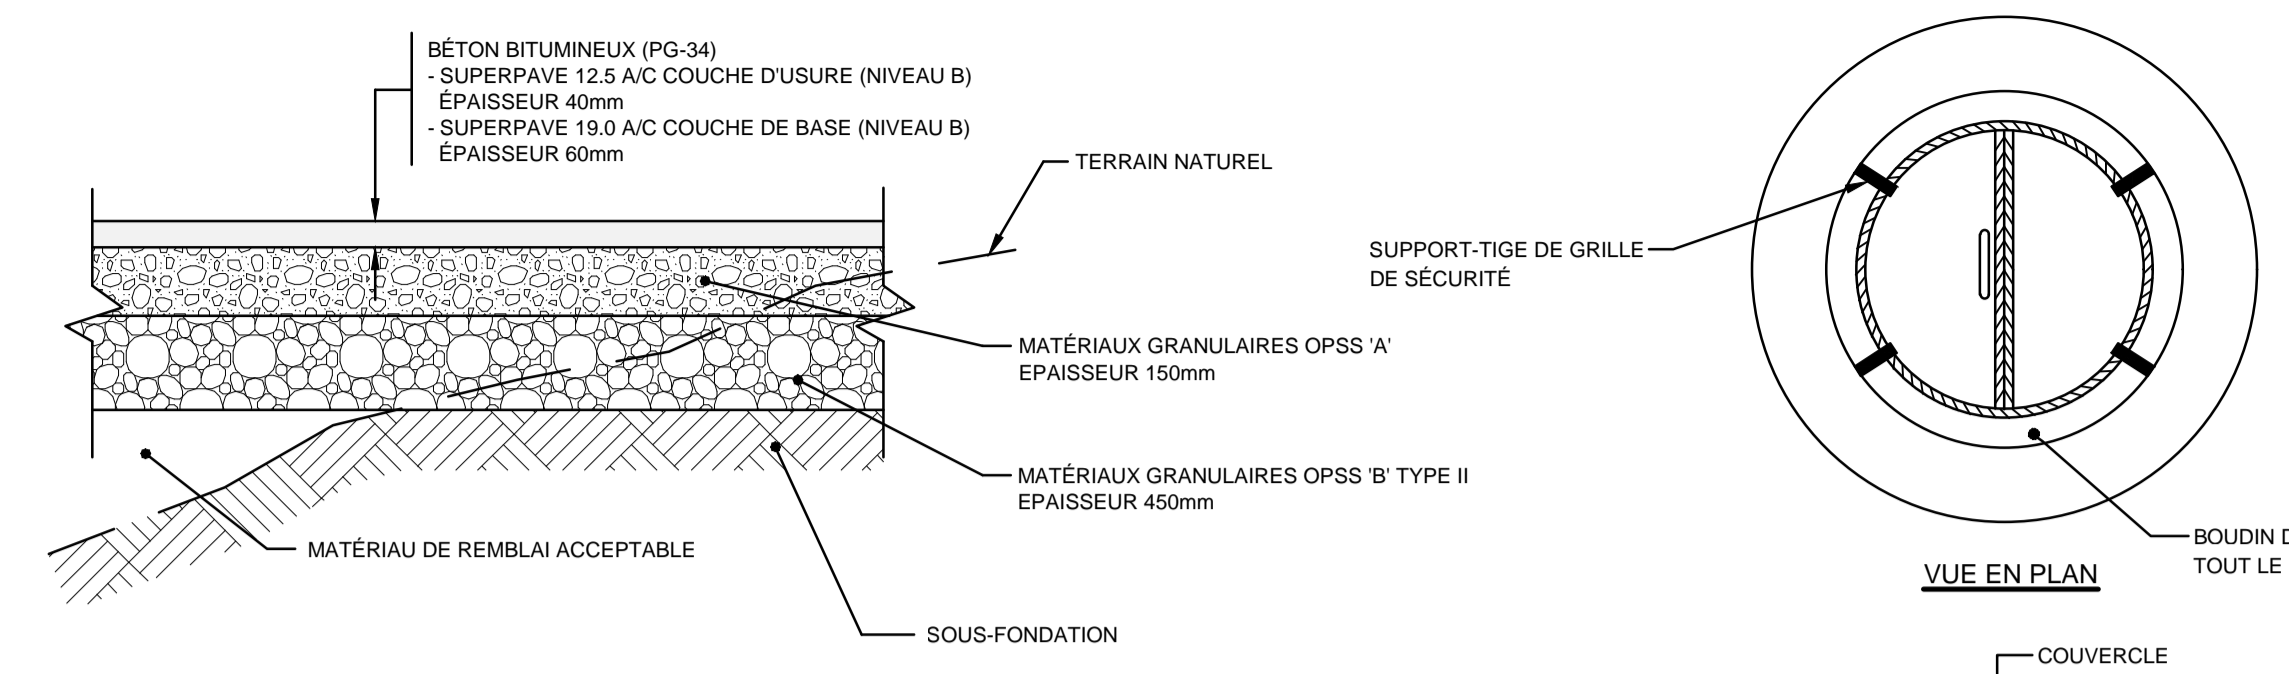 BÉTON BITUMINEUX (PG-34)
- SUPERPAVE 12.5 A/C COUCHE D'USURE (NIVEAU B)
ÉPAISSEUR 40mm
- SUPERPAVE 19.0 A/C COUCHE DE BASE (NIVEAU B)
ÉPAISSEUR 60mm
TERRAIN NATUREL
MATÉRIAUX GRANULAIRES OPSS 'A'
EPAISSEUR 150mm
MATÉRIAUX GRANULAIRES OPSS 'B' TYPE II
EPAISSEUR 450mm
MATÉRIAU DE REMBLAI ACCEPTABLE
SOUS-FONDATION
SUPPORT-TIGE DE GRILLE
DE SÉCURITÉ
BOUDIN
TOUT LE
VUE EN PLAN
COUVERCLE